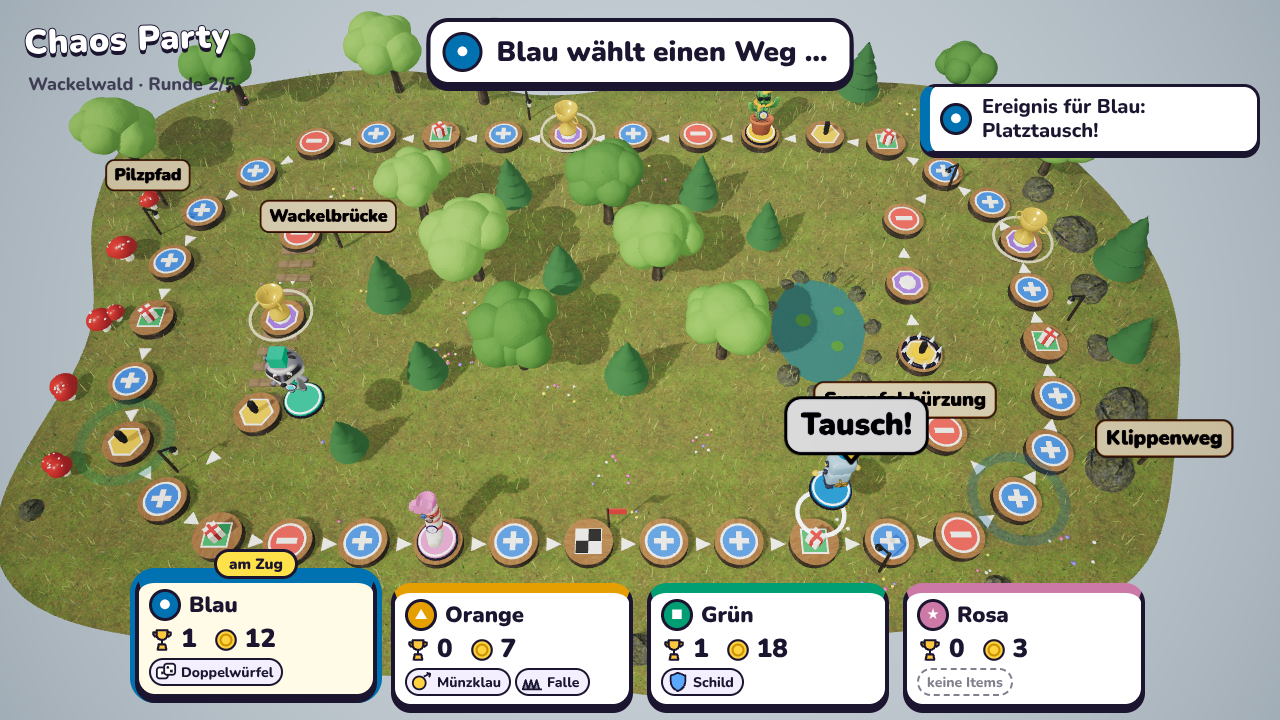 Chaos Party
Wackelwald · Runde 2/5
Blau wählt einen Weg ...
Ereignis für Blau:
Platztausch!
Pilzpfad
Wackelbrücke
Tausch!
Klippenweg
am Zug
Blau
1 12
Doppelwürfel
Orange
0 7
Münzklau
Falle
Grün
1 18
Schild
Rosa
0 3
keine Items